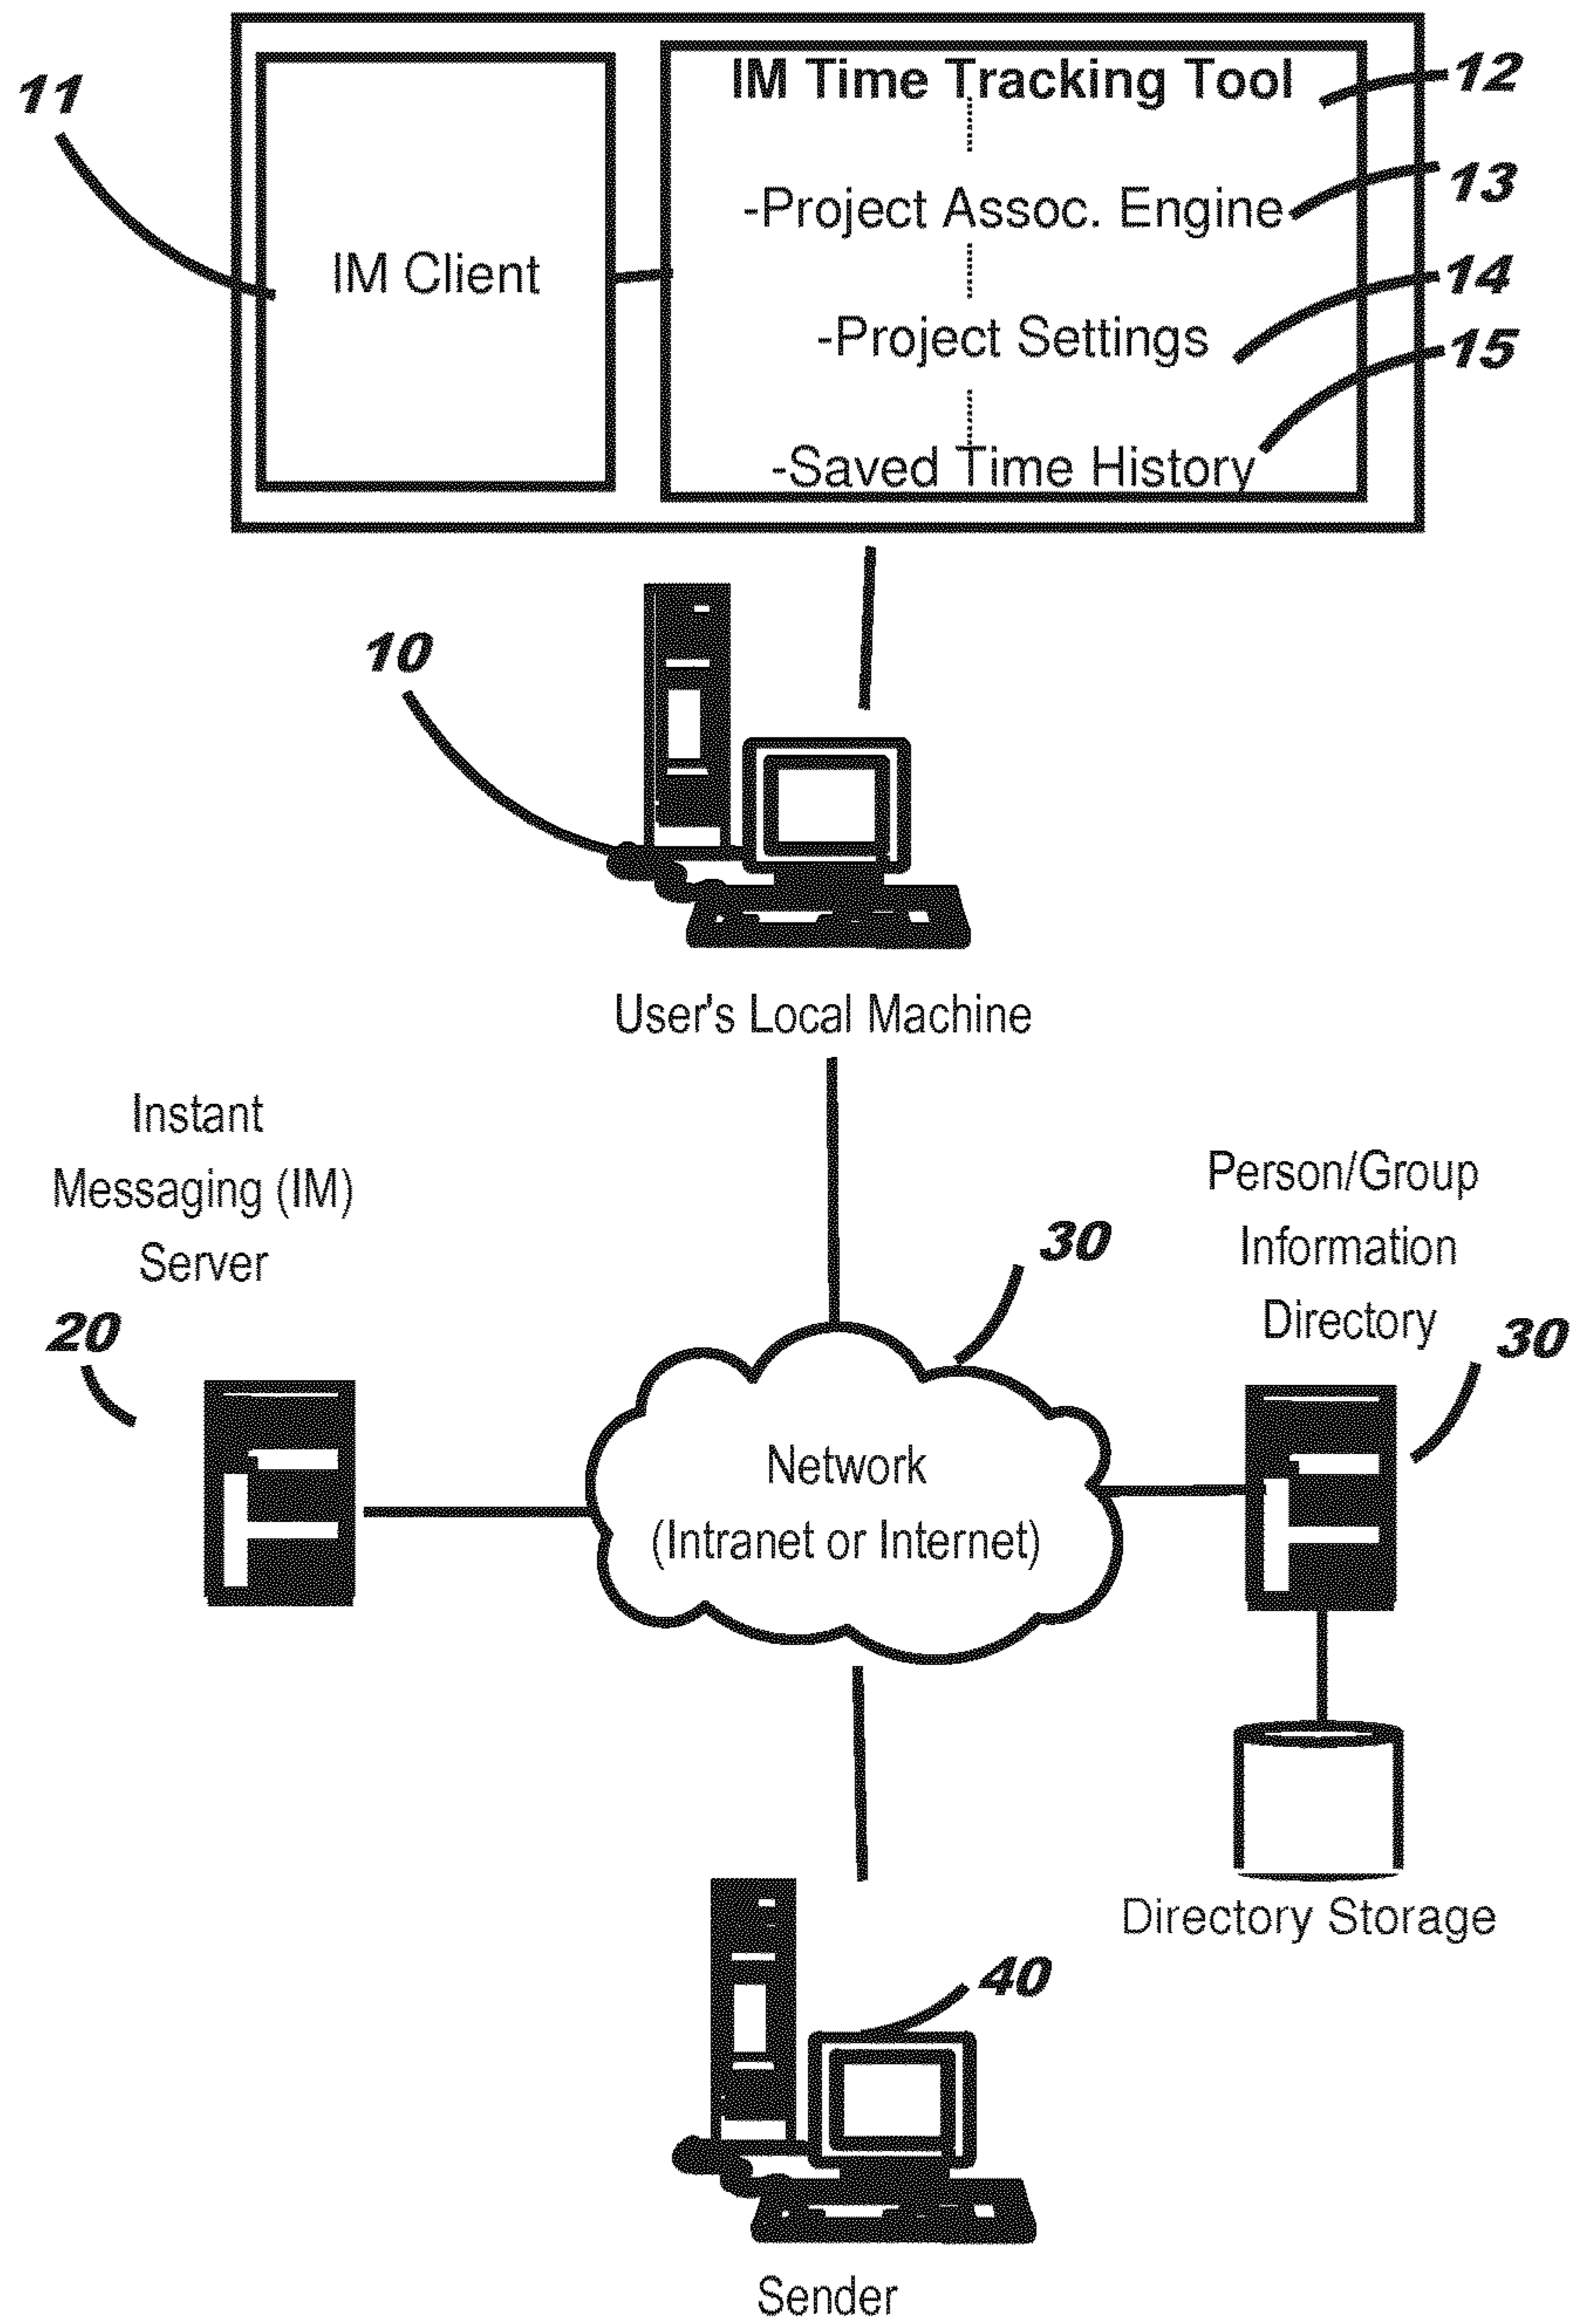 11
IM Client
IM Time Tracking Tool
12
-Project Assoc. Engine
13
-Project Settings
14
-Saved Time History
15
10
User's Local Machine
Instant
Messaging (IM)
Server
20
30
Person/Group
Information
Directory
30
Network
(Intranet or Internet)
Directory Storage
40
Sender